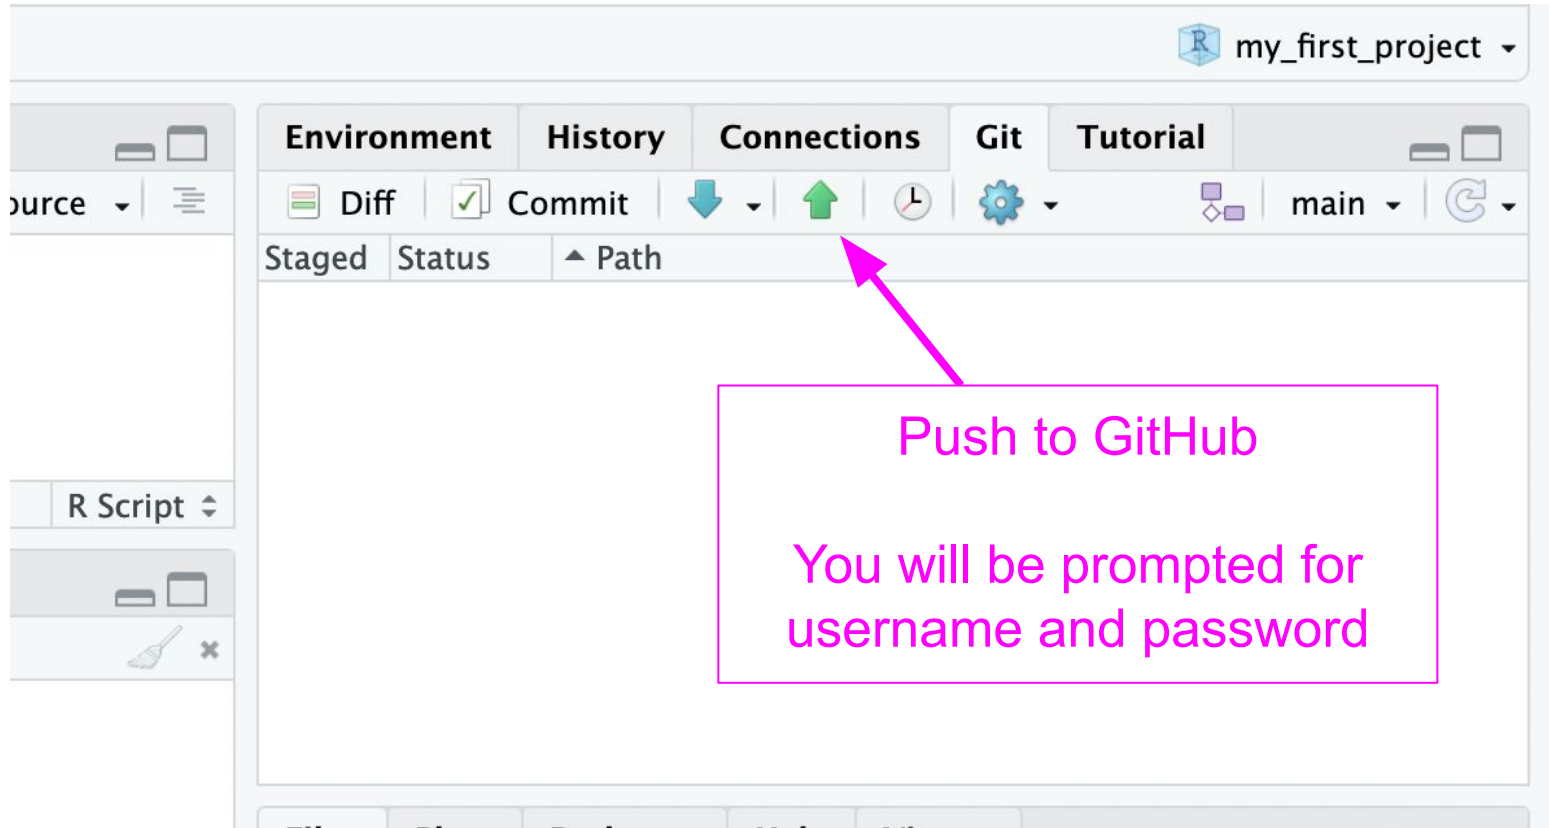 my_first_project
Environment History Connections Git Tutorial
ource
Diff Commit main
Staged Status Path
Push to GitHub
You will be prompted for
username and password
R Script